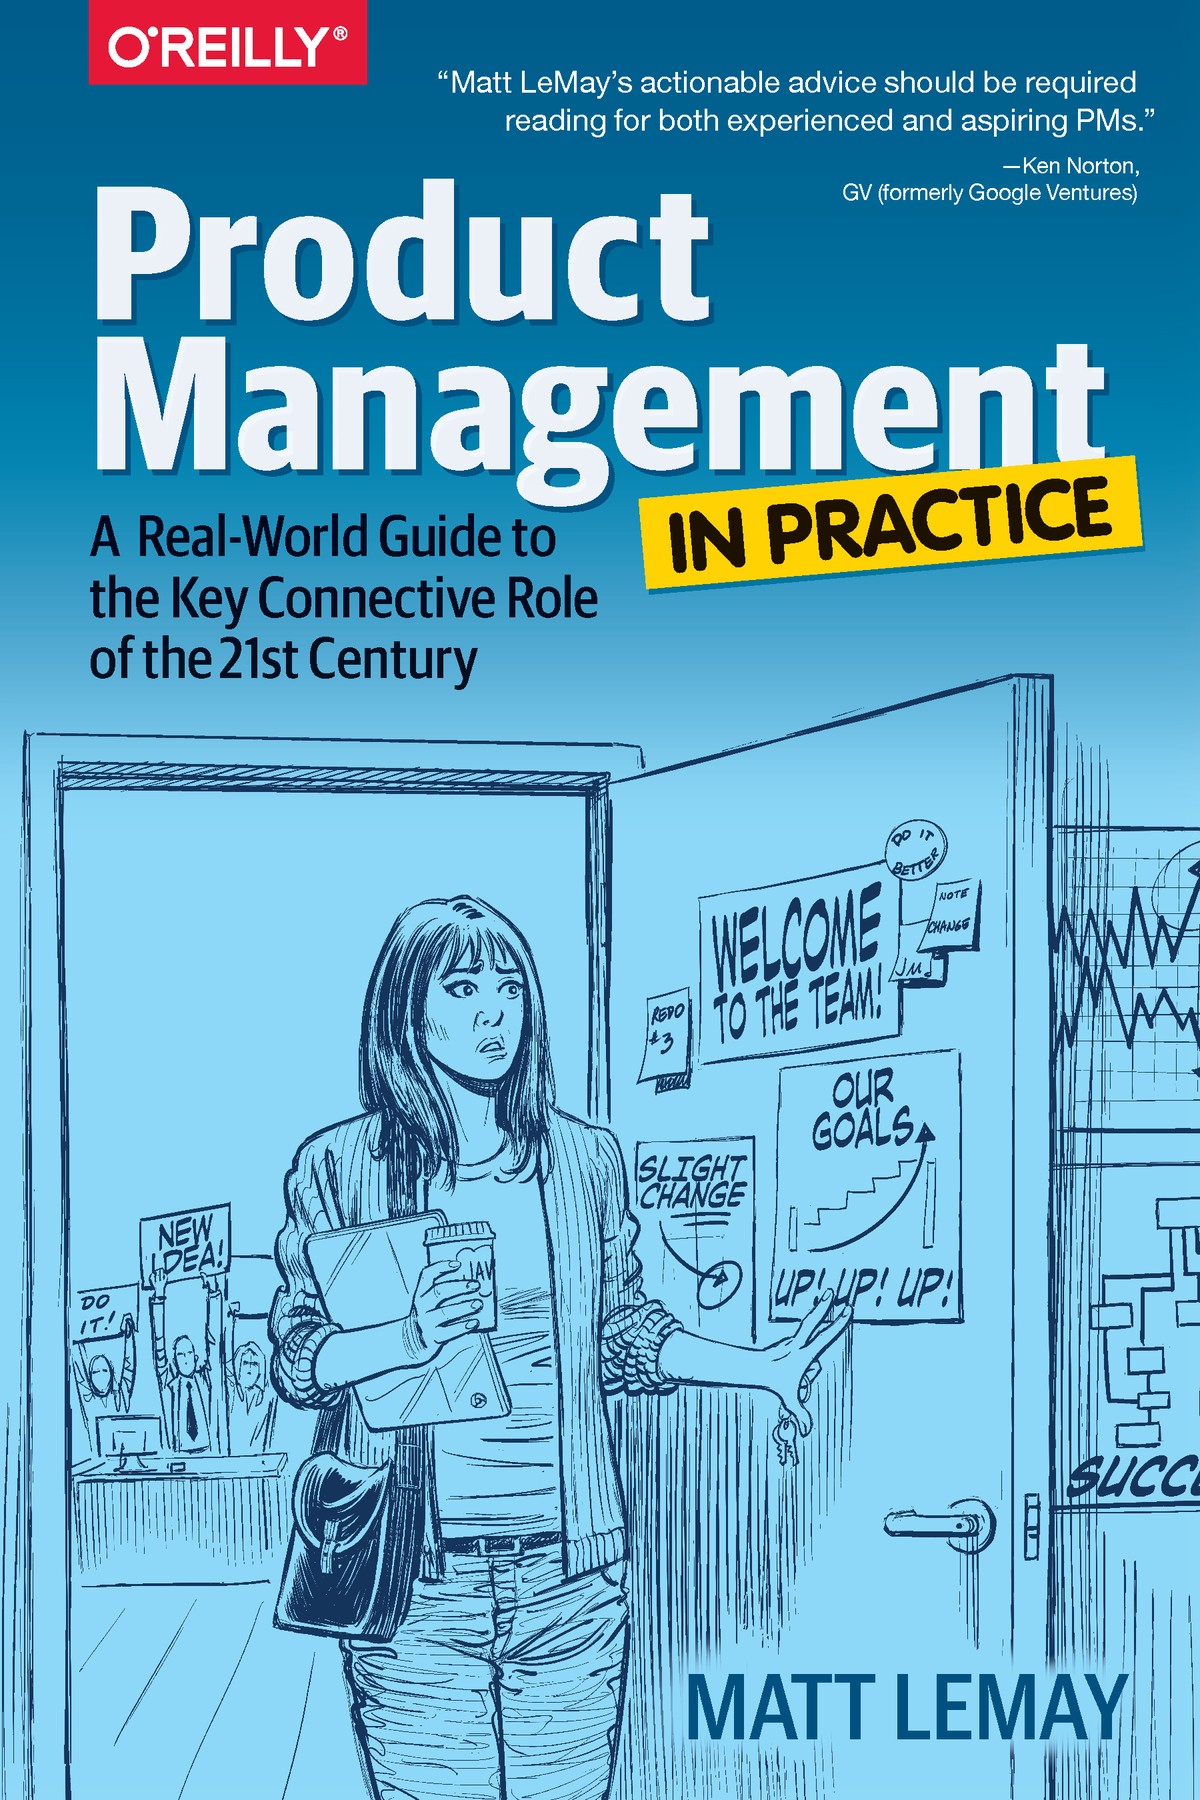 O'REILLY®
“Matt LeMay’s actionable advice should be required
reading for both experienced and aspiring PMs.”
—Ken Norton,
GV (formerly Google Ventures)
Product
Management
IN PRACTICE
A Real-World Guide to
the Key Connective Role
of the 21st Century
DO IT
BETTER
NOTE
CHANGE
WELCOME
TO THE TEAM!
REDO
#3
OUR
GOALS
SLIGHT
CHANGE
UP! UP! UP!
NEW
IDEA!
DO
IT!
JAV
SUCC
MATT LEMAY